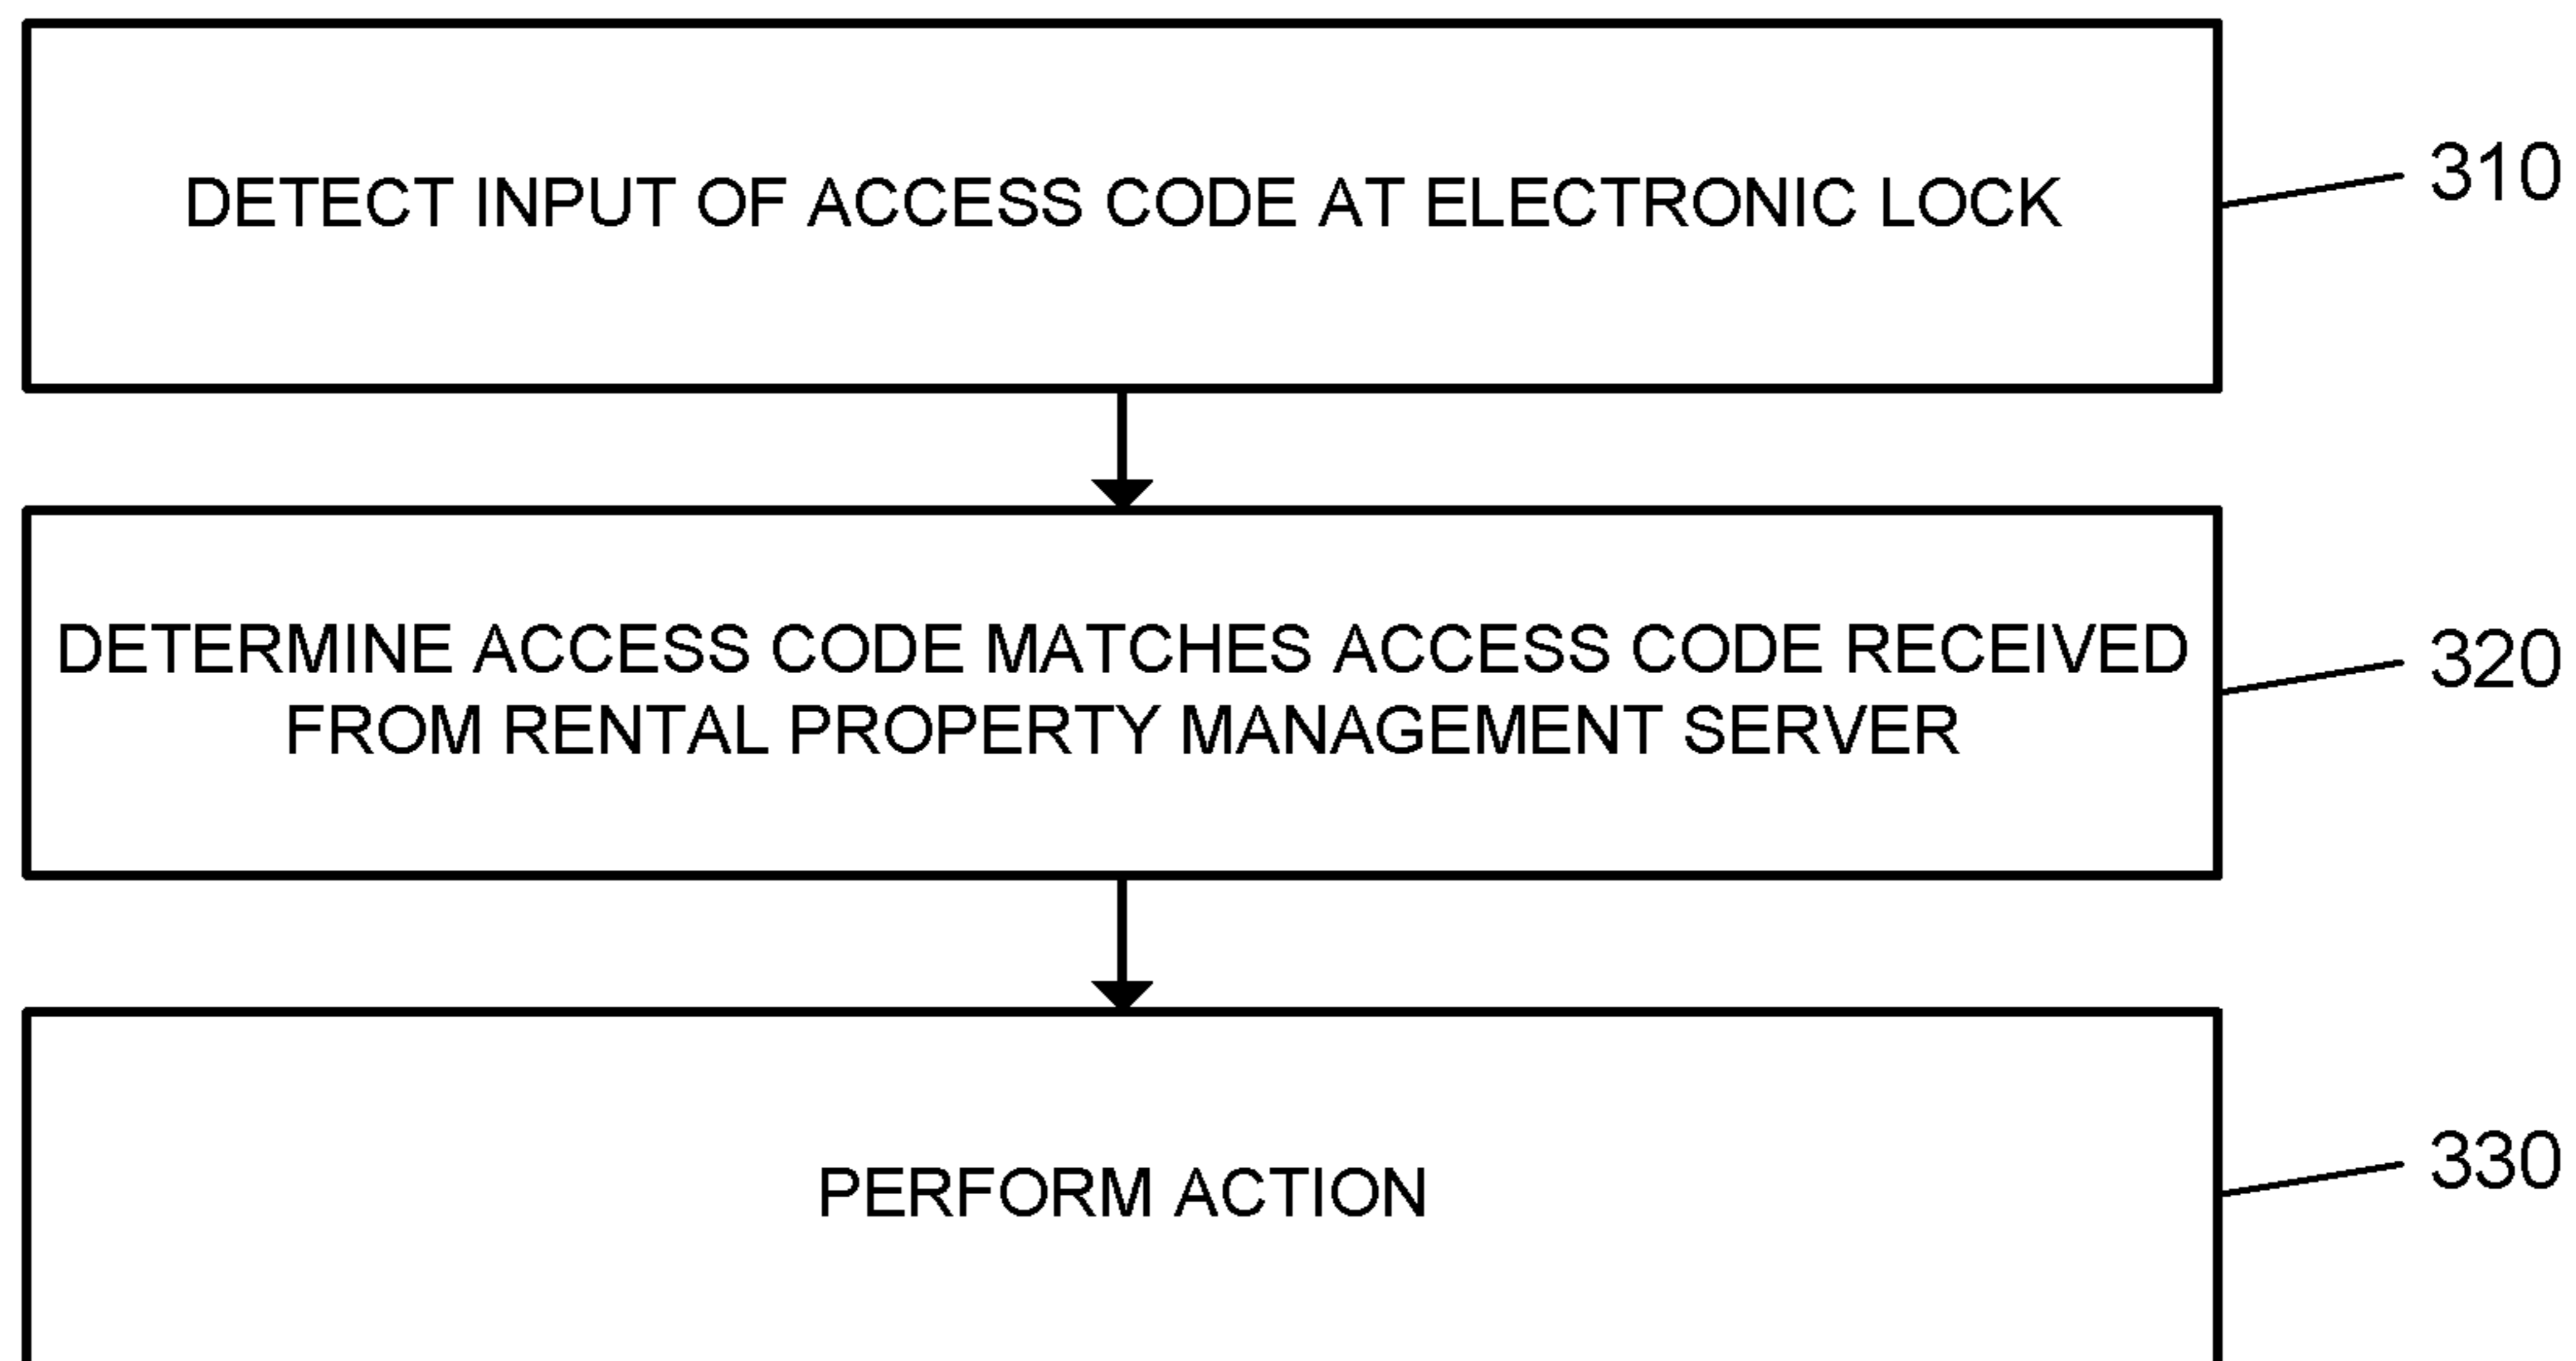 DETECT INPUT OF ACCESS CODE AT ELECTRONIC LOCK
310
DETERMINE ACCESS CODE MATCHES ACCESS CODE RECEIVED
FROM RENTAL PROPERTY MANAGEMENT SERVER
320
PERFORM ACTION
330